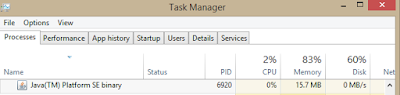 Task Manager
File Options View
Processes Performance App history Startup Users Details Services
2% 83% 60%
Name Status PID CPU Memory Disk Net
Java(TM) Platform SE binary 6920 0% 15.7 MB 0 MB/s